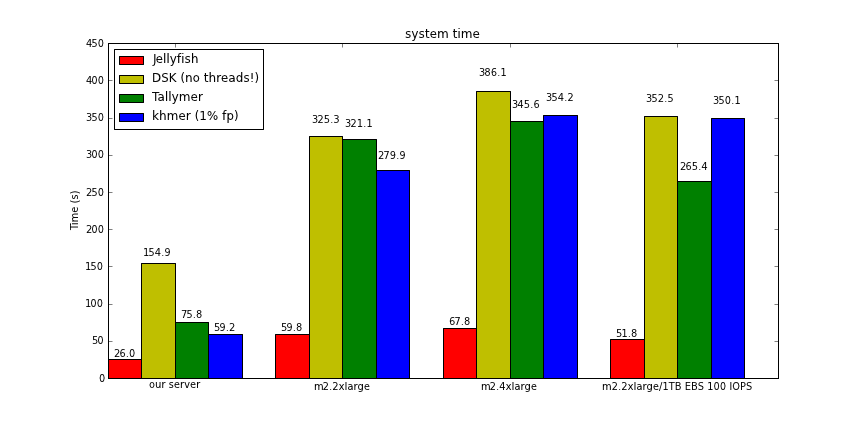 system time
450
400
350
300
250
200
150
100
50
0
Time (s)
Jellyfish
DSK (no threads!)
Tallymer
khmer (1% fp)
26.0
154.9
75.8
59.2
59.8
325.3
321.1
279.9
67.8
386.1
345.6
354.2
51.8
352.5
265.4
350.1
our server
m2.2xlarge
m2.4xlarge
m2.2xlarge/1TB EBS 100 IOPS